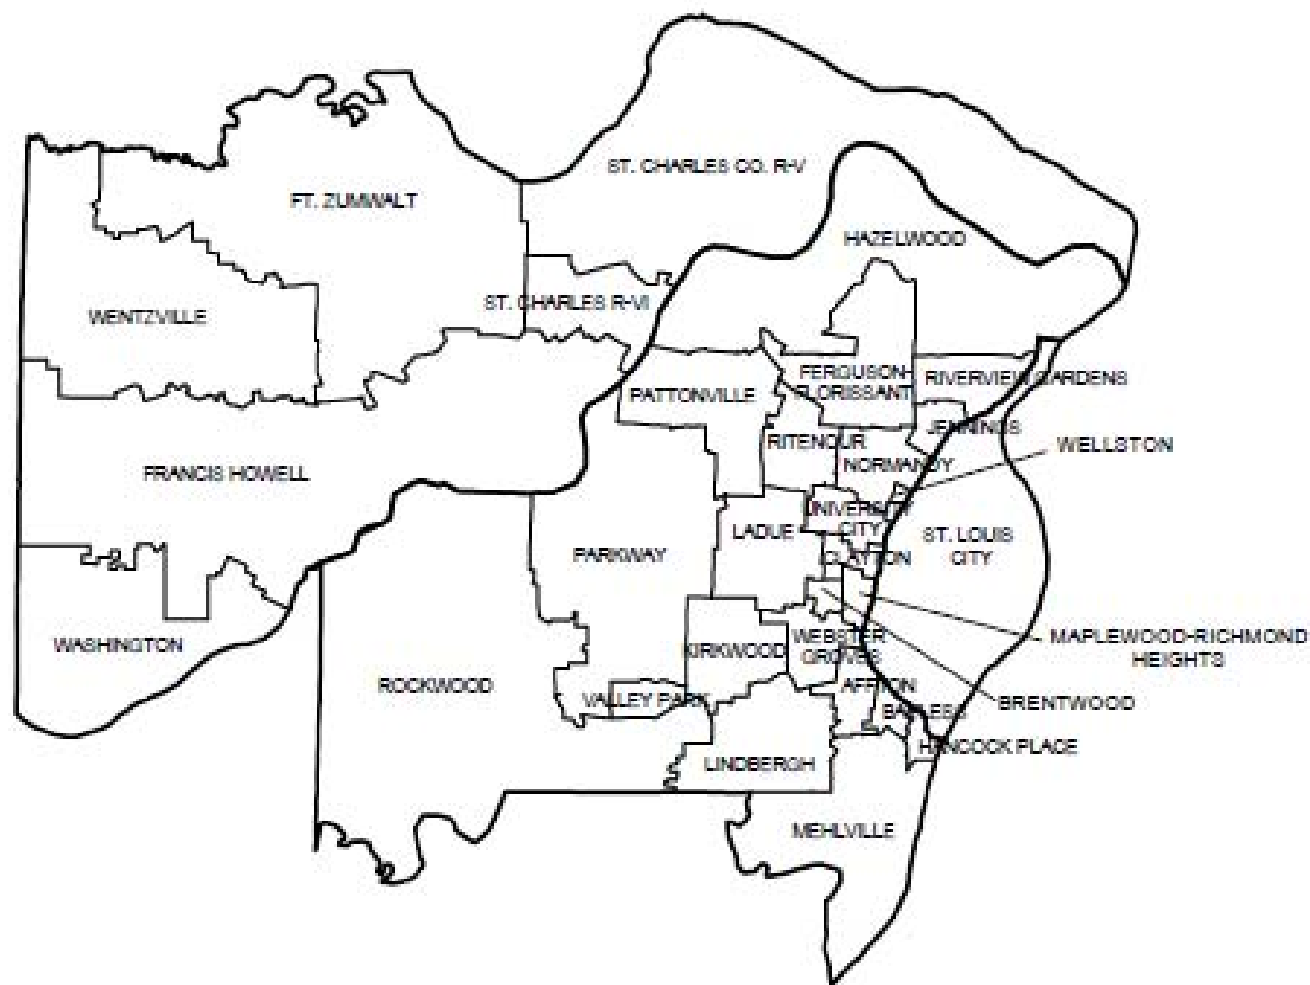 ST. CHARLES CO. R-V
FT. ZUMWALT
HAZELWOOD
ST. CHARLES R-VI
WENTZVILLE
FERGUSON-
FLORISSANT
RIVERVIEW GARDENS
PATTONVILLE
JENNINGS
RITENOUR
WELLSTON
NORMANDY
FRANCIS HOWELL
UNIVERSITY
CITY
LADUE
ST. LOUIS
CITY
PARKWAY
CLAYTON
MAPLEWOOD-RICHMOND
HEIGHTS
WASHINGTON
KIRKWOOD
WEBSTER
GROVES
ROCKWOOD
AFFTON
VALLEY PARK
BRENTWOOD
BAYLESS
HANCOCK PLACE
LINDBERGH
MEHLVILLE